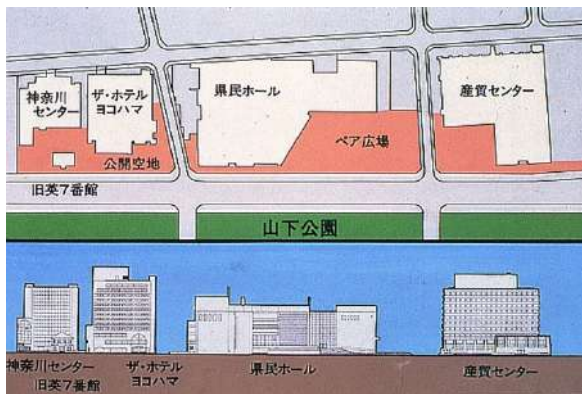 神奈川
センター
ザ・ホテル
ヨコハマ
県民ホール
産貿センター
公開空地
ペア広場
旧英7番館
山下公園
神奈川センター
旧英7番館
ザ・ホテル
ヨコハマ
県民ホール
産貿センター